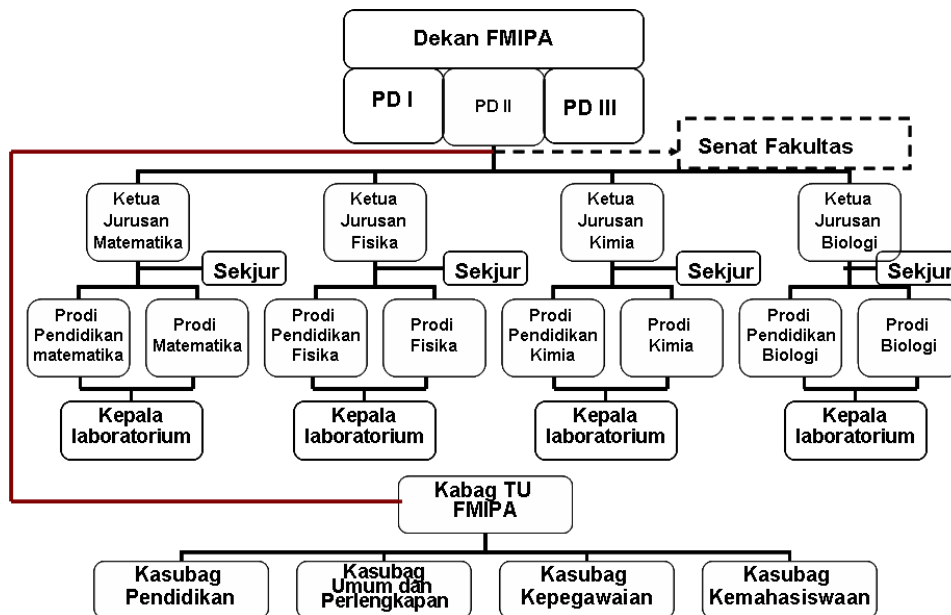 Dekan FMIPA
PD I
PD II
PD III
Senat Fakultas
Ketua
Jurusan
Matematika
Ketua
Jurusan
Fisika
Ketua
Jurusan
Kimia
Ketua
Jurusan
Biologi
Sekjur
Sekjur
Sekjur
Sekjur
Prodi
Pendidikan
matematika
Prodi
Matematika
Prodi
Pendidikan
Fisika
Prodi
Fisika
Prodi
Pendidikan
Kimia
Prodi
Kimia
Prodi
Pendidikan
Biologi
Prodi
Biologi
Kepala
laboratorium
Kepala
laboratorium
Kepala
laboratorium
Kepala
laboratorium
Kabag TU
FMIPA
Kasubag
Pendidikan
Kasubag
Umum dan
Perlengkapan
Kasubag
Kepegawaian
Kasubag
Kemahasiswaan